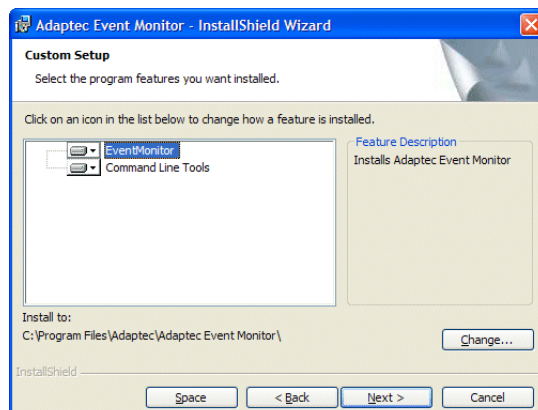 Adaptec Event Monitor - InstallShield Wizard
Custom Setup
Select the program features you want installed.
Click on an icon in the list below to change how a feature is installed.
EventMonitor
Command Line Tools
Feature Description
Installs Adaptec Event Monitor
Install to:
C:\Program Files\Adaptec\Adaptec Event Monitor\
Change...
InstallShield
Space
< Back
Next >
Cancel